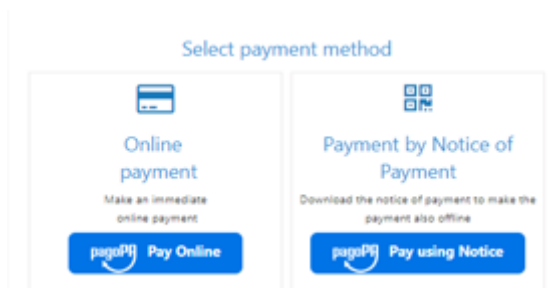 Select payment method
Online
payment
Make an immediate
online payment
pagoPA Pay Online
Payment by Notice of
Payment
Download the notice of payment to make the
payment also offline
pagoPA Pay using Notice